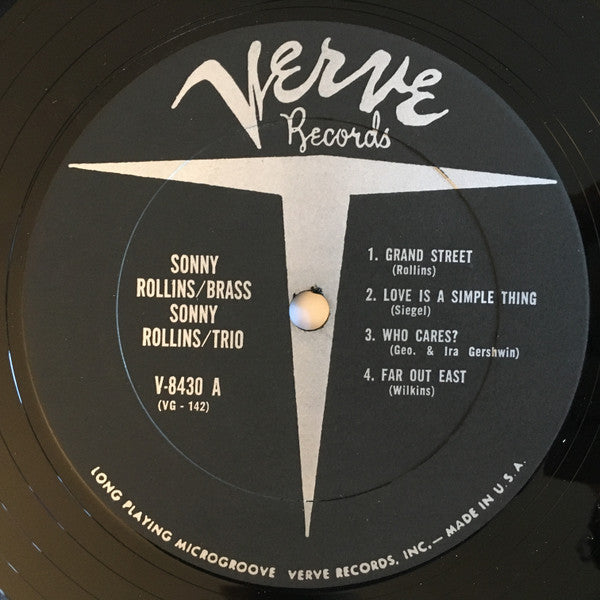 Verve
Records
SONNY
ROLLINS/BRASS
SONNY
ROLLINS/TRIO
V-8430 A
(VG - 142)
1. GRAND STREET
(Rollins)
2. LOVE IS A SIMPLE THING
(Siegel)
3. WHO CARES?
(Geo. & Ira Gershwin)
4. FAR OUT EAST
(Wilkins)
LONG PLAYING MICROGROOVE VERVE RECORDS, INC.— MADE IN U.S.A.